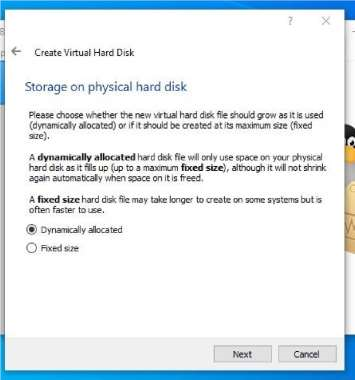 Create Virtual Hard Disk
Storage on physical hard disk
Please choose whether the new virtual hard disk file should grow as it is used
(dynamically allocated) or if it should be created at its maximum size (fixed
size).
A dynamically allocated hard disk file will only use space on your physical
hard disk as it fills up (up to a maximum fixed size), although it will not shrink
again automatically when space on it is freed.
A fixed size hard disk file may take longer to create on some systems but is
often faster to use.
Dynamically allocated
Fixed size
Next Cancel